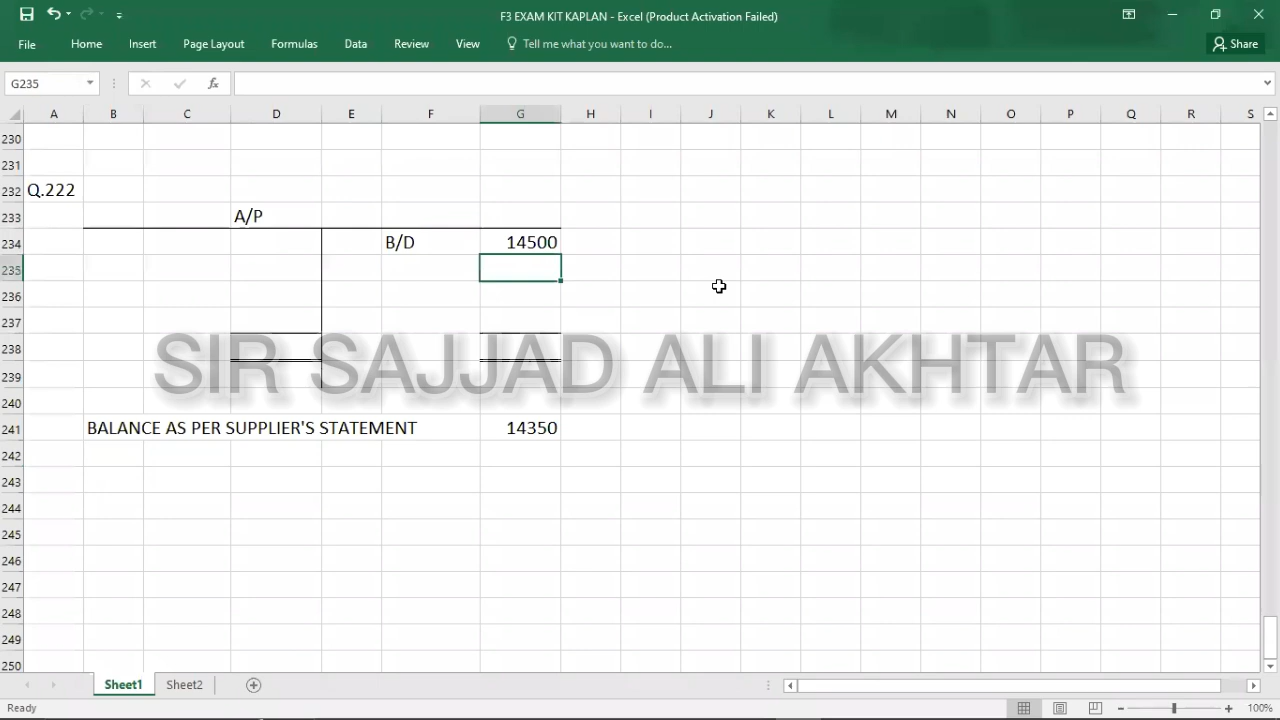 F3 EXAM KIT KAPLAN - Excel (Product Activation Failed)
File Home Insert Page Layout Formulas Data Review View Tell me what you want to do... Share
G235 fx
A B C D E F G H I J K L M N O P Q R S
230
231
232 Q.222
233 A/P
234 B/D 14500
235
236
237
238
SIR SAJJAD ALI AKHTAR
239
240
241 BALANCE AS PER SUPPLIER'S STATEMENT 14350
242
243
244
245
246
247
248
249
250
Sheet1 Sheet2
Ready 100%